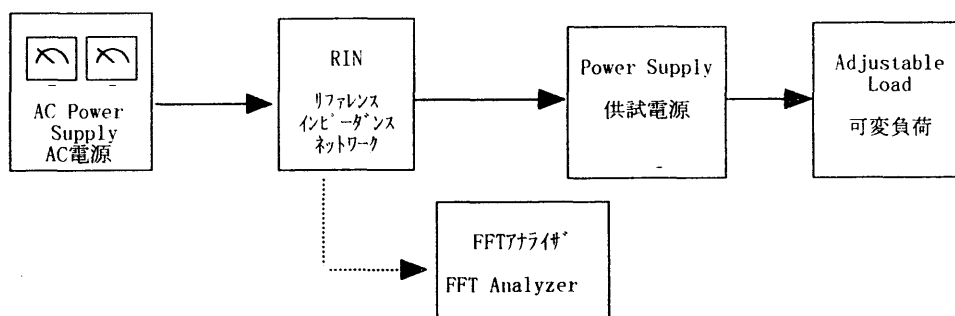 AC Power
Supply
AC電源
RIN
リファレンス
インピーダンス
ネットワーク
Power Supply
供試電源
Adjustable
Load
可変負荷
FFTアナライザ
FFT Analyzer